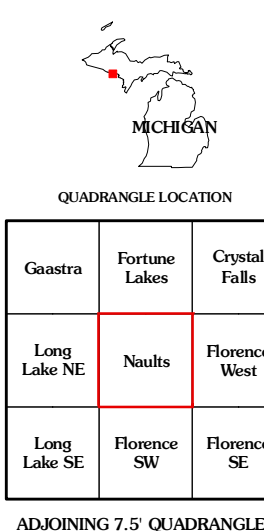 MICHIGAN
QUADRANGLE LOCATION
Gaastra
Fortune
Lakes
Crystal
Falls
Long
Lake NE
Naults
Florence
West
Long
Lake SE
Florence
SW
Florence
SE
ADJOINING 7.5' QUADRANGLE